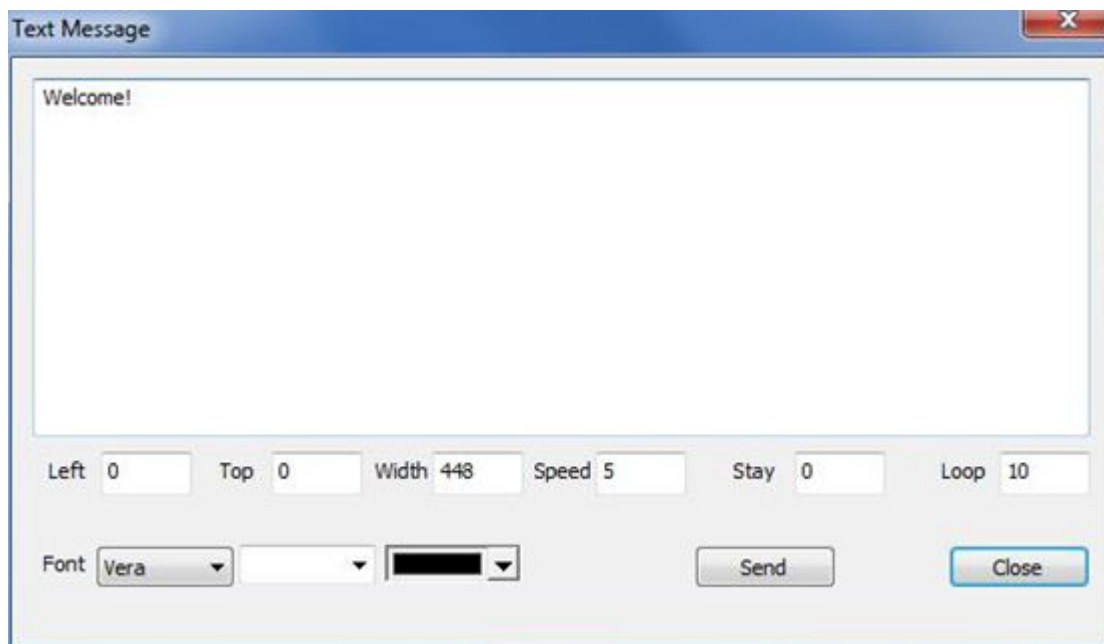 Text Message
Welcome!
Left 0 Top 0 Width 448 Speed 5 Stay 0 Loop 10
Font Vera Send Close